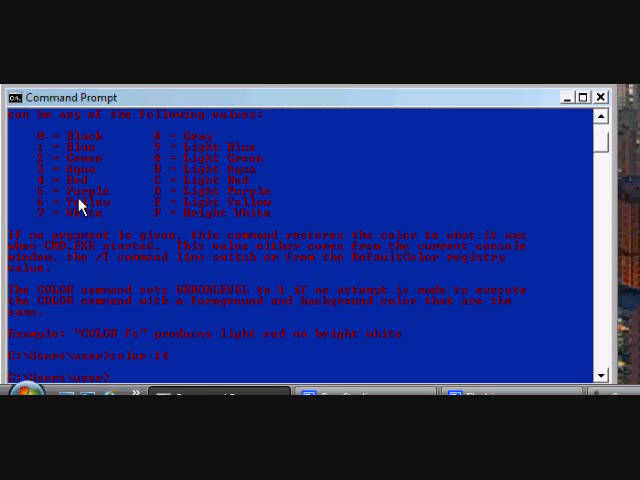 Command Prompt
can be any of the following values:
0 = Black 8 = Gray
1 = Blue 9 = Light Blue
2 = Green A = Light Green
3 = Aqua B = Light Aqua
4 = Red C = Light Red
5 = Purple D = Light Purple
6 = Yellow E = Light Yellow
7 = White F = Bright White
If no argument is given, this command restores the color to what it was
when CMD.EXE started. This value either comes from the current console
window, the /T command line switch or from the DefaultColor registry
value.
The COLOR command sets ERRORLEVEL to 1 if an attempt is made to execute
the COLOR command with a foreground and background color that are the
same.
Example: "COLOR fc" produces light red on bright white
C:\Users\user>color 14
C:\Users\user>